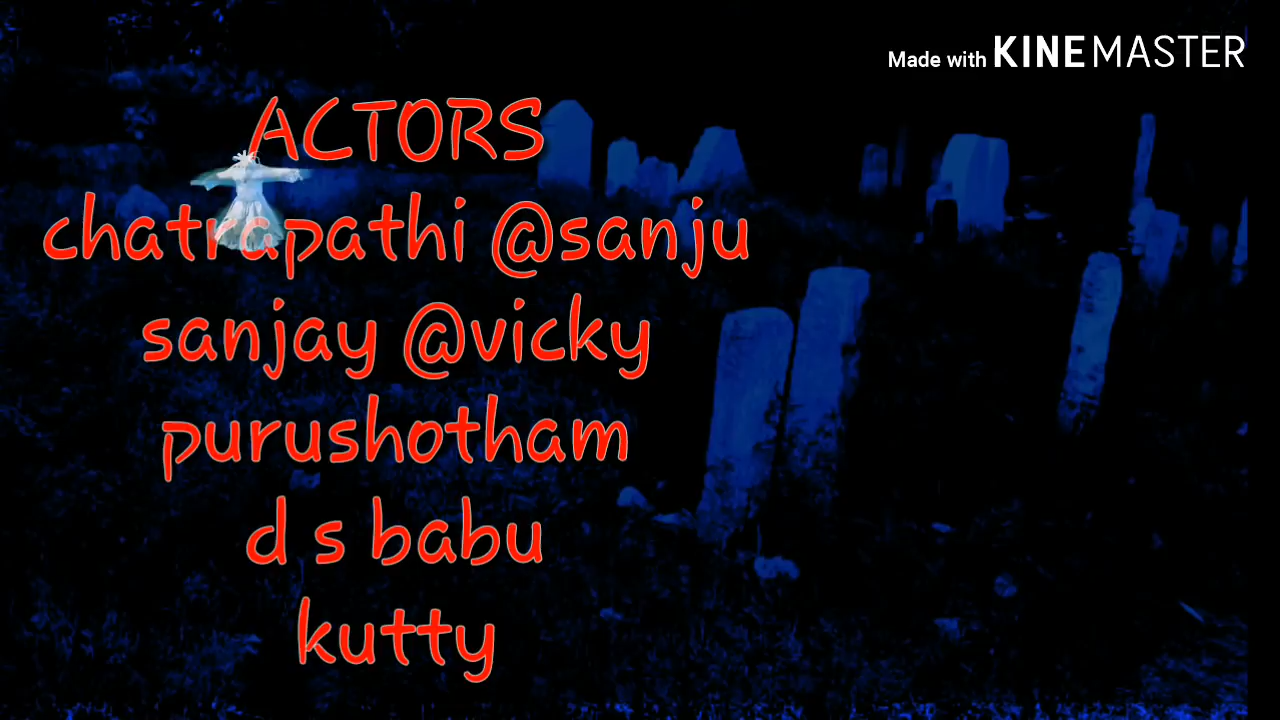 Made with KINEMASTER
ACTORS
chatrapathi @sanju
sanjay @vicky
purushotham
d s babu
kutty